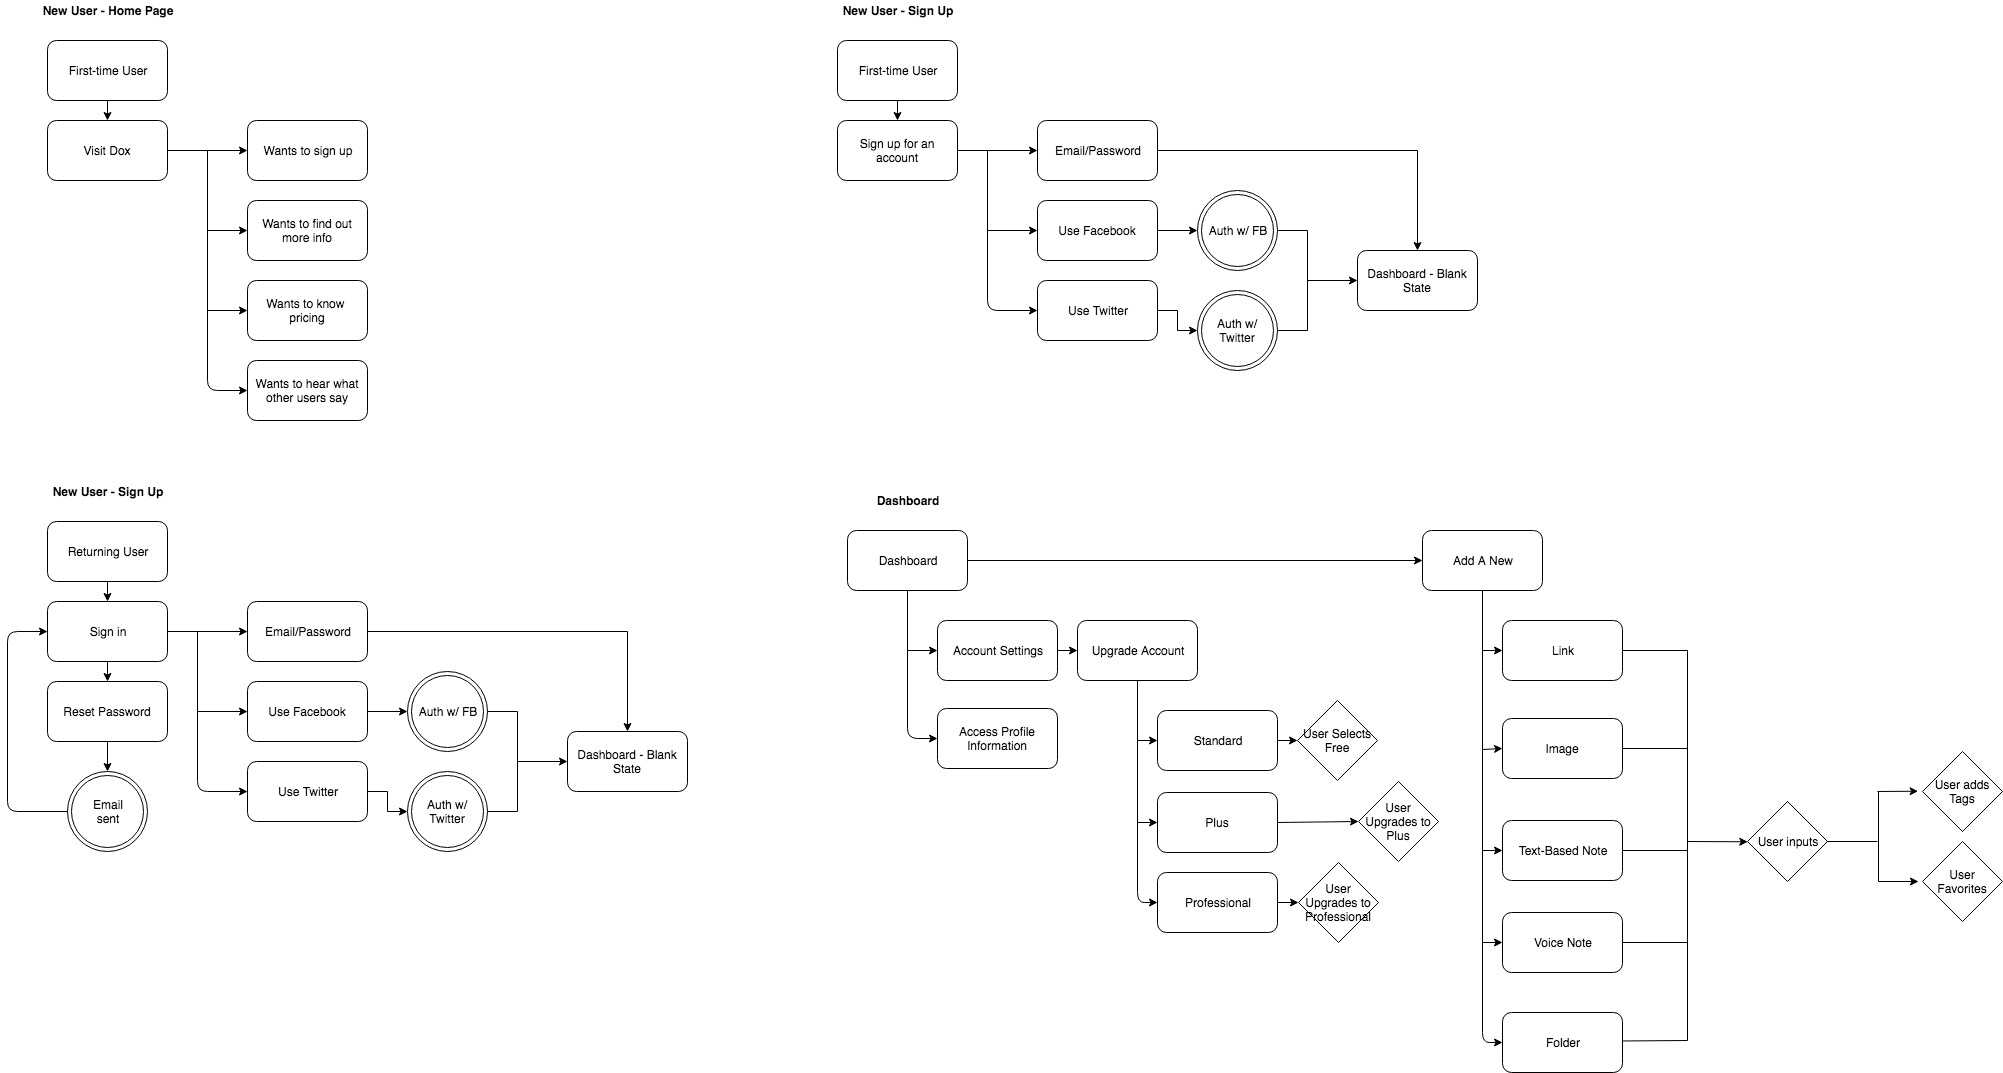 New User - Home Page
First-time User
Visit Dox
Wants to sign up
Wants to find out
more info
Wants to know
pricing
Wants to hear what
other users say
New User - Sign Up
First-time User
Sign up for an
account
Email/Password
Use Facebook
Auth w/ FB
Use Twitter
Auth w/
Twitter
Dashboard - Blank
State
New User - Sign Up
Returning User
Sign in
Reset Password
Email
sent
Email/Password
Use Facebook
Auth w/ FB
Use Twitter
Auth w/
Twitter
Dashboard - Blank
State
Dashboard
Dashboard
Account Settings
Upgrade Account
Access Profile
Information
Standard
User Selects
Free
Plus
User
Upgrades to
Plus
Professional
User
Upgrades to
Professional
Add A New
Link
Image
Text-Based Note
Voice Note
Folder
User inputs
User adds
Tags
User
Favorites